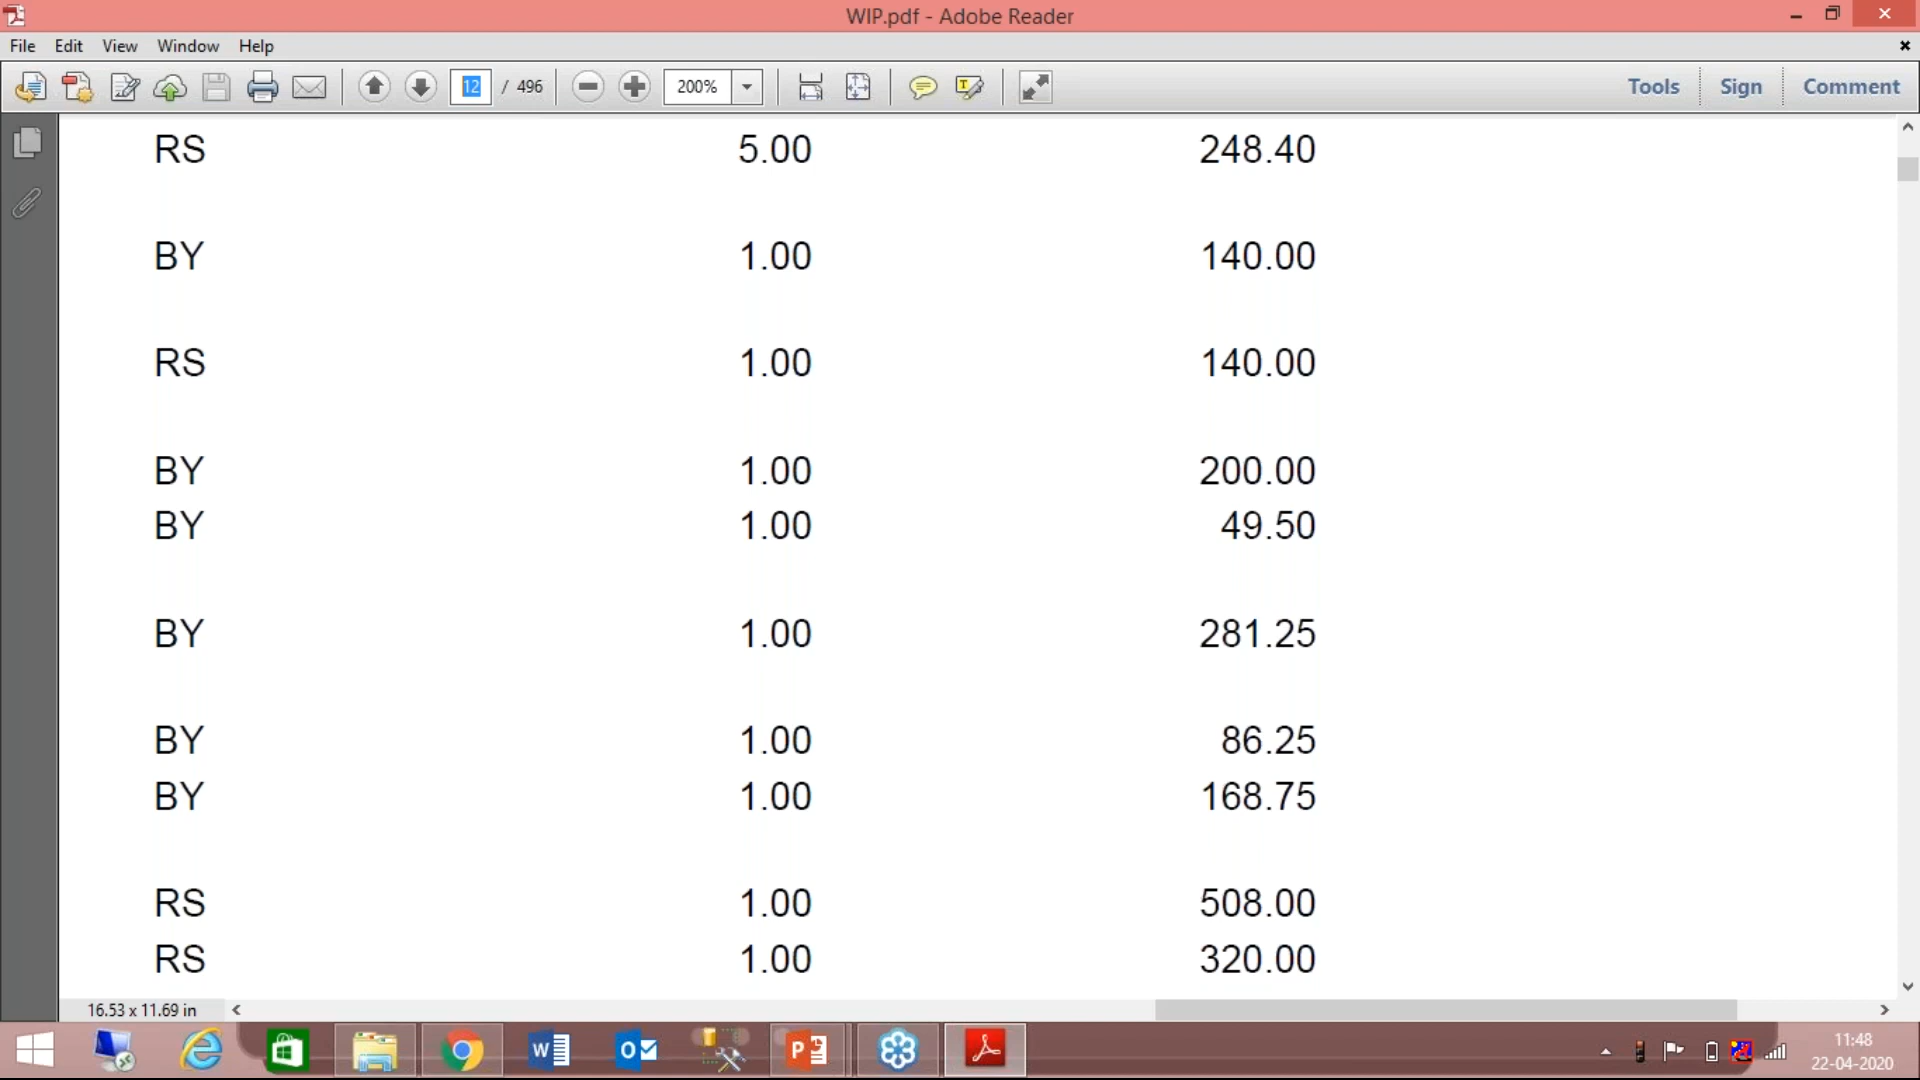 WIP.pdf - Adobe Reader
File Edit View Window Help
12 / 496 200% Tools Sign Comment
RS 5.00 248.40
BY 1.00 140.00
RS 1.00 140.00
BY 1.00 200.00
BY 1.00 49.50
BY 1.00 281.25
BY 1.00 86.25
BY 1.00 168.75
RS 1.00 508.00
RS 1.00 320.00
16.53 x 11.69 in
11:48
22-04-2020